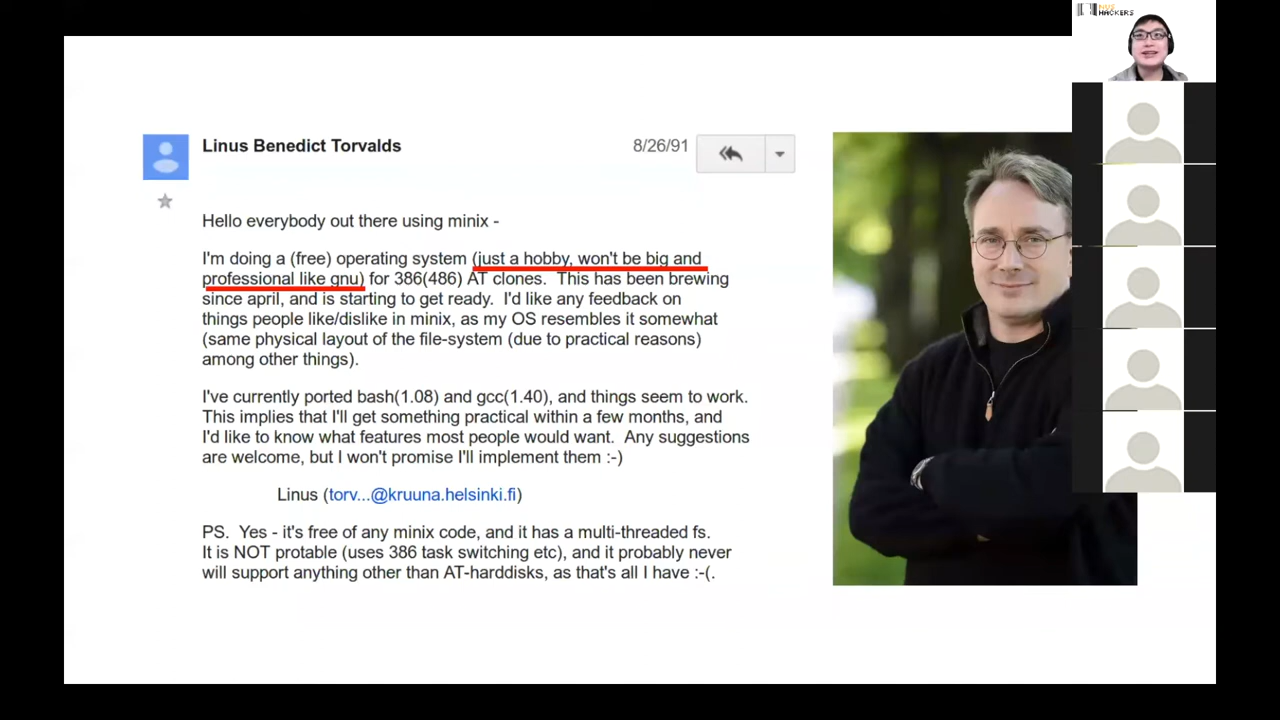 NUS
HACKERS
Linus Benedict Torvalds
8/26/91
Hello everybody out there using minix -
I'm doing a (free) operating system (just a hobby, won't be big and
professional like gnu) for 386(486) AT clones.  This has been brewing
since april, and is starting to get ready.  I'd like any feedback on
things people like/dislike in minix, as my OS resembles it somewhat
(same physical layout of the file-system (due to practical reasons)
among other things).
I've currently ported bash(1.08) and gcc(1.40), and things seem to work.
This implies that I'll get something practical within a few months, and
I'd like to know what features most people would want.  Any suggestions
are welcome, but I won't promise I'll implement them :-)
Linus (torv...@kruuna.helsinki.fi)
PS.  Yes - it's free of any minix code, and it has a multi-threaded fs.
It is NOT protable (uses 386 task switching etc), and it probably never
will support anything other than AT-harddisks, as that's all I have :-(.